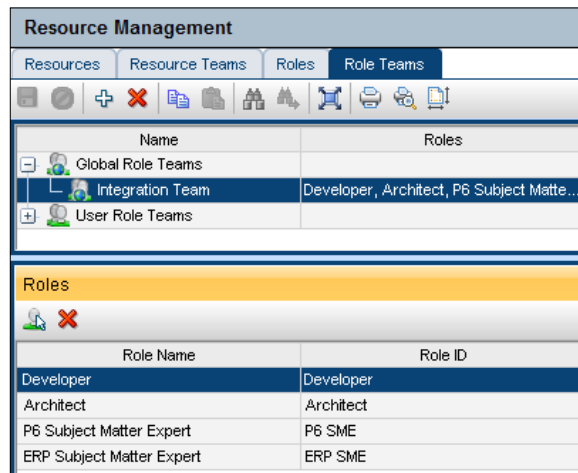 Resource Management
Resources Resource Teams Roles Role Teams
Name Roles
Global Role Teams
Integration Team Developer, Architect, P6 Subject Matte...
User Role Teams
Roles
Role Name Role ID
Developer Developer
Architect Architect
P6 Subject Matter Expert P6 SME
ERP Subject Matter Expert ERP SME